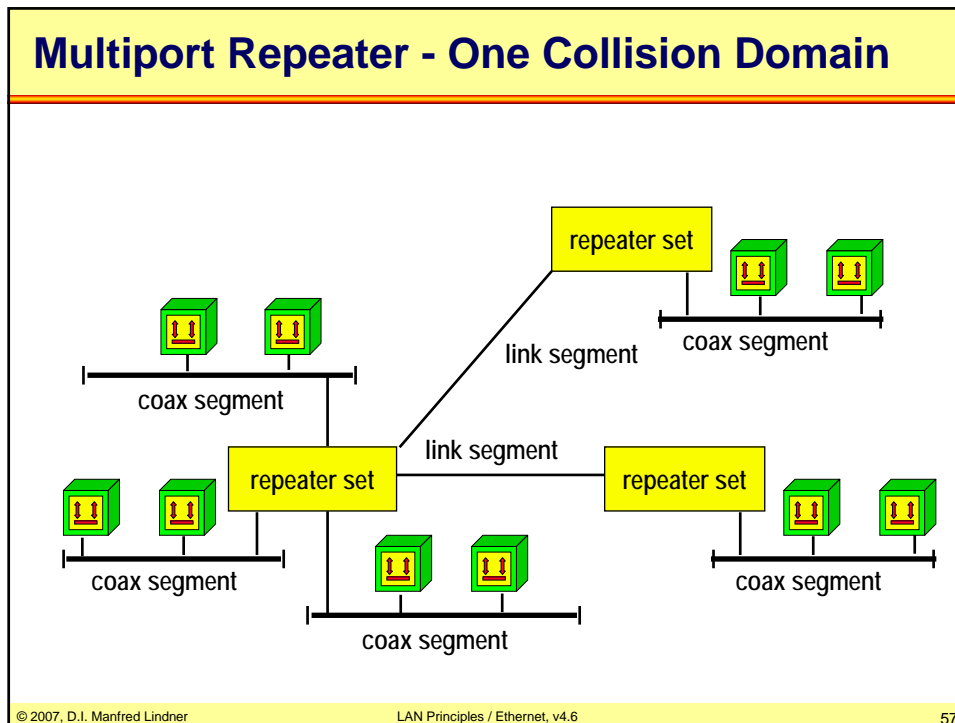 Multiport Repeater - One Collision Domain
repeater set
link segment
coax segment
coax segment
link segment
repeater set
repeater set
coax segment
coax segment
coax segment
© 2007, D.I. Manfred Lindner
LAN Principles / Ethernet, v4.6
57